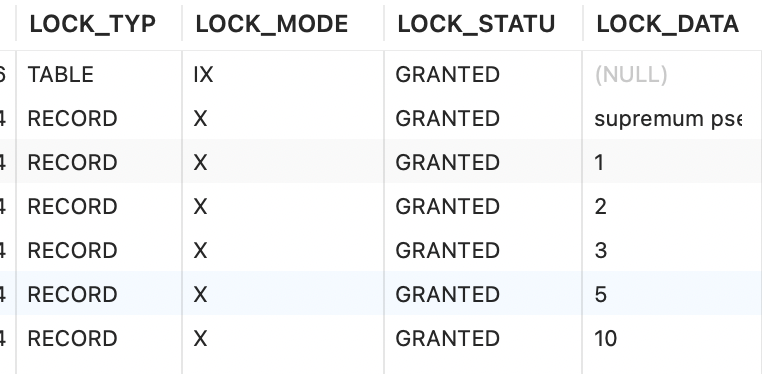 LOCK_TYP LOCK_MODE LOCK_STATU LOCK_DATA
6 TABLE IX GRANTED (NULL)
4 RECORD X GRANTED supremum pse
4 RECORD X GRANTED 1
4 RECORD X GRANTED 2
4 RECORD X GRANTED 3
4 RECORD X GRANTED 5
4 RECORD X GRANTED 10